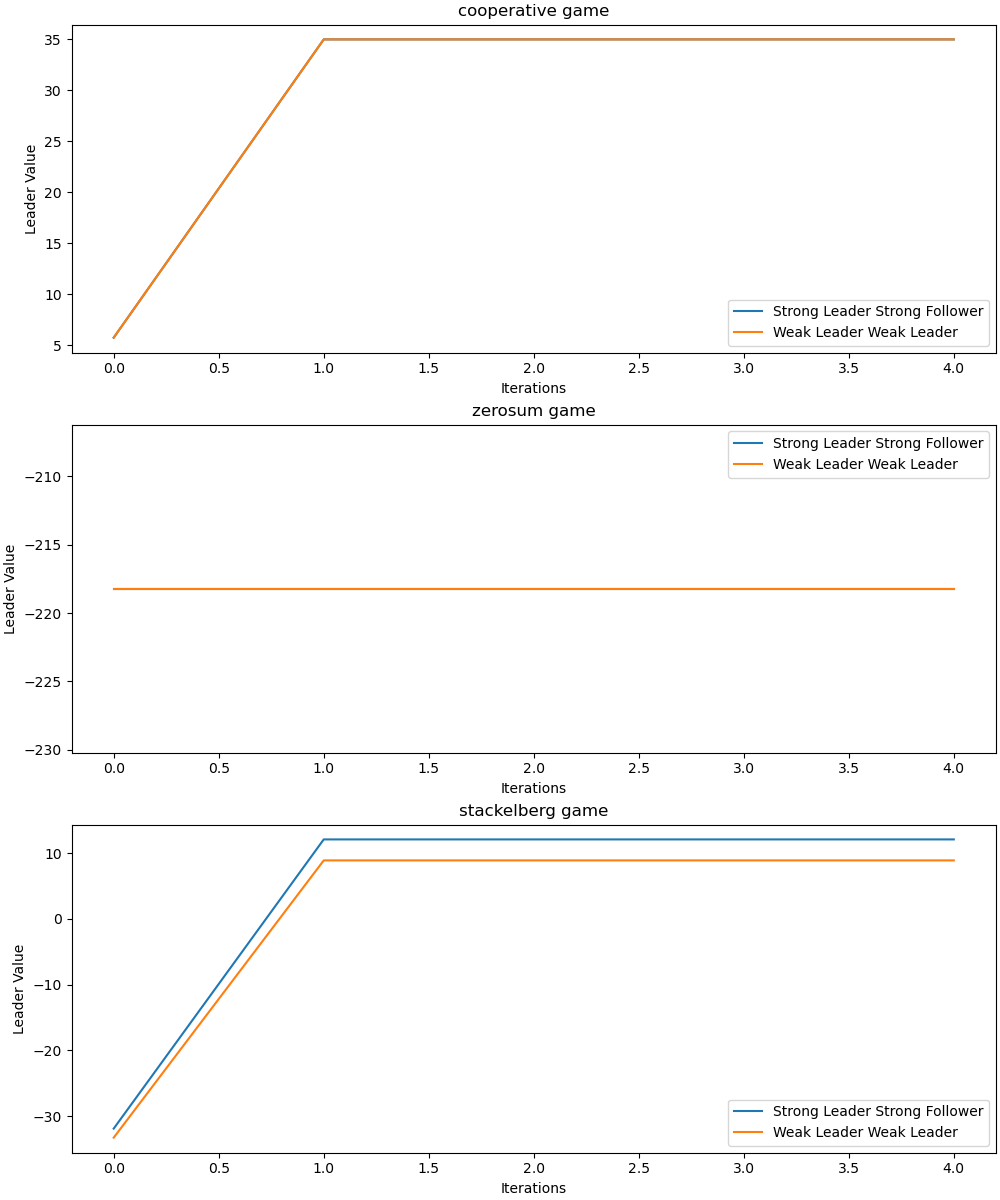 cooperative game
35
30
25
20
15
10
5
Leader Value
Strong Leader Strong Follower
Weak Leader Weak Leader
0.0 0.5 1.0 1.5 2.0 2.5 3.0 3.5 4.0
Iterations
zerosum game
−210
−215
−220
−225
−230
Leader Value
Strong Leader Strong Follower
Weak Leader Weak Leader
0.0 0.5 1.0 1.5 2.0 2.5 3.0 3.5 4.0
Iterations
stackelberg game
10
0
−10
−20
−30
Leader Value
Strong Leader Strong Follower
Weak Leader Weak Leader
0.0 0.5 1.0 1.5 2.0 2.5 3.0 3.5 4.0
Iterations